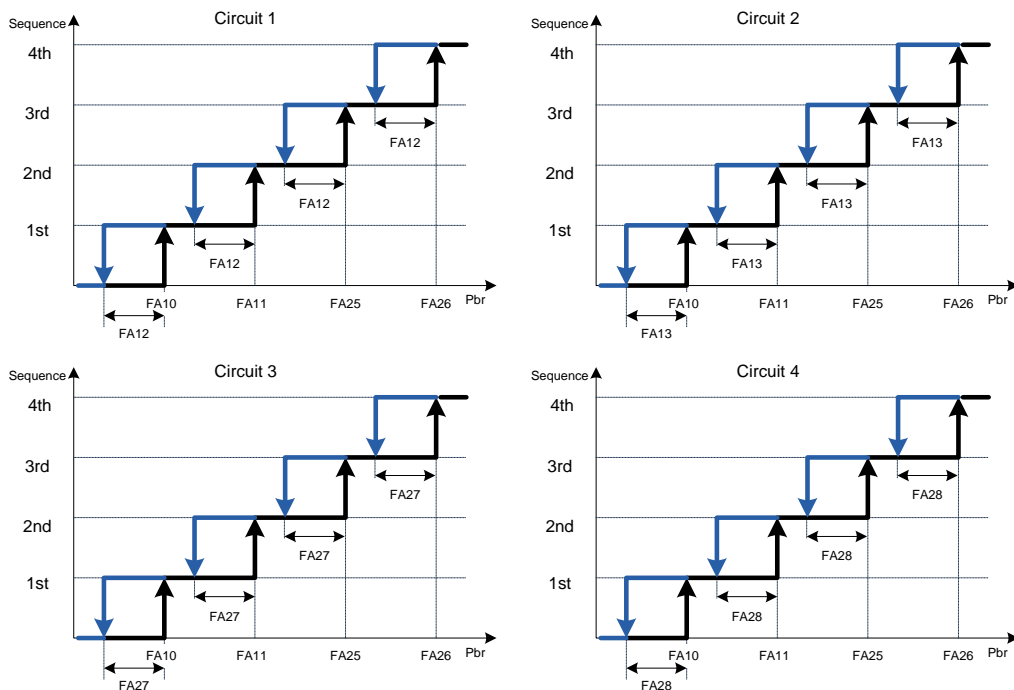 Circuit 1
Sequence
4th
3rd
2nd
1st
FA12
FA12
FA12
FA12
FA10
FA11
FA25
FA26
Pbr
Circuit 2
Sequence
4th
3rd
2nd
1st
FA13
FA13
FA13
FA13
FA10
FA11
FA25
FA26
Pbr
Circuit 3
Sequence
4th
3rd
2nd
1st
FA27
FA27
FA27
FA27
FA10
FA11
FA25
FA26
Pbr
Circuit 4
Sequence
4th
3rd
2nd
1st
FA28
FA28
FA28
FA28
FA10
FA11
FA25
FA26
Pbr